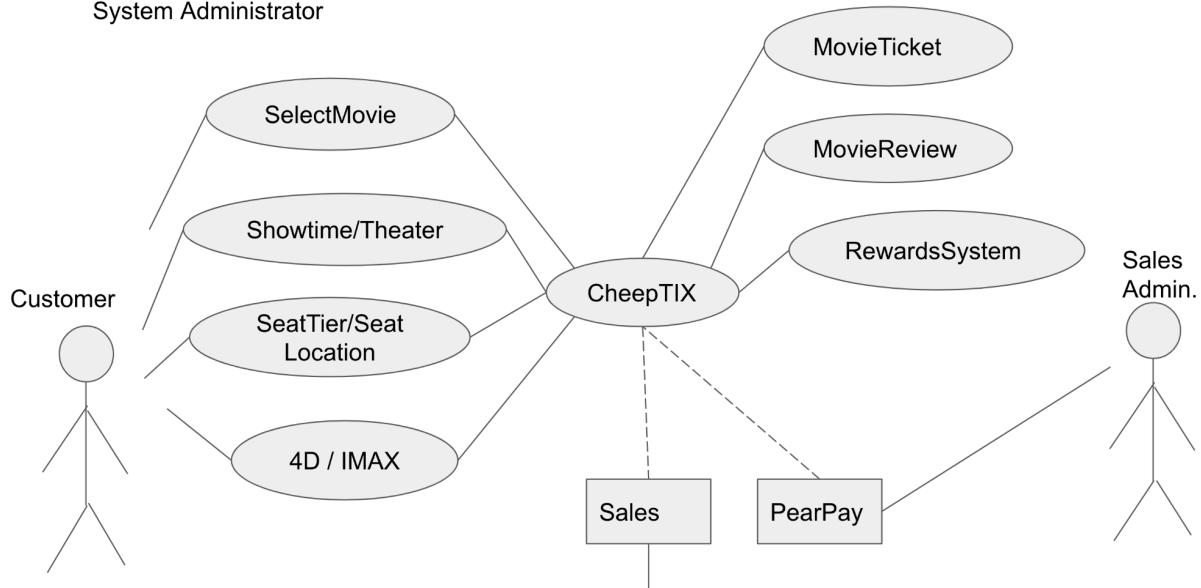 System Administrator
MovieTicket
SelectMovie
MovieReview
Showtime/Theater
RewardsSystem
Customer
CheepTIX
Sales
Admin.
SeatTier/Seat
Location
4D / IMAX
Sales
PearPay